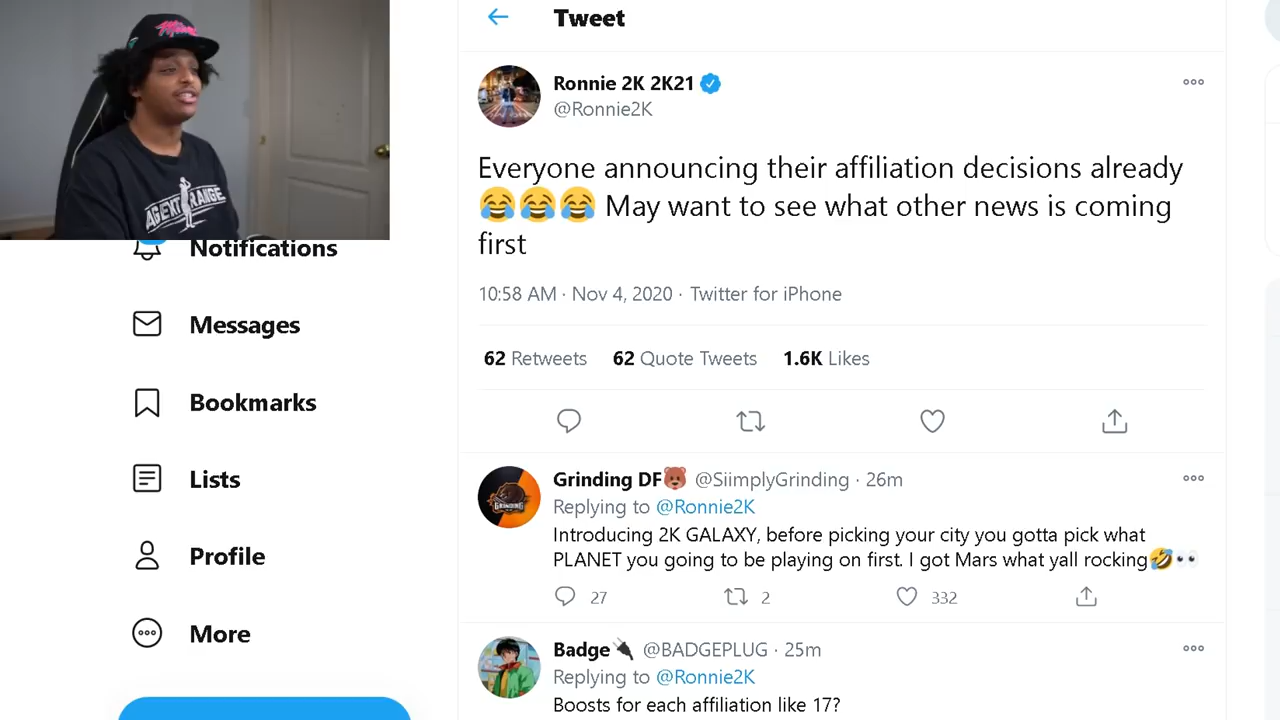 Tweet
Ronnie 2K 2K21
@Ronnie2K
Everyone announcing their affiliation decisions already
😂😂😂 May want to see what other news is coming
first
10:58 AM · Nov 4, 2020 · Twitter for iPhone
62 Retweets 62 Quote Tweets 1.6K Likes
Grinding DF🐻 @SiimplyGrinding · 26m
Replying to @Ronnie2K
Introducing 2K GALAXY, before picking your city you gotta pick what
PLANET you going to be playing on first. I got Mars what yall rocking🤣👀
27 2 332
Badge🔌 @BADGEPLUG · 25m
Replying to @Ronnie2K
Boosts for each affiliation like 17?
Notifications
Messages
Bookmarks
Lists
Profile
More